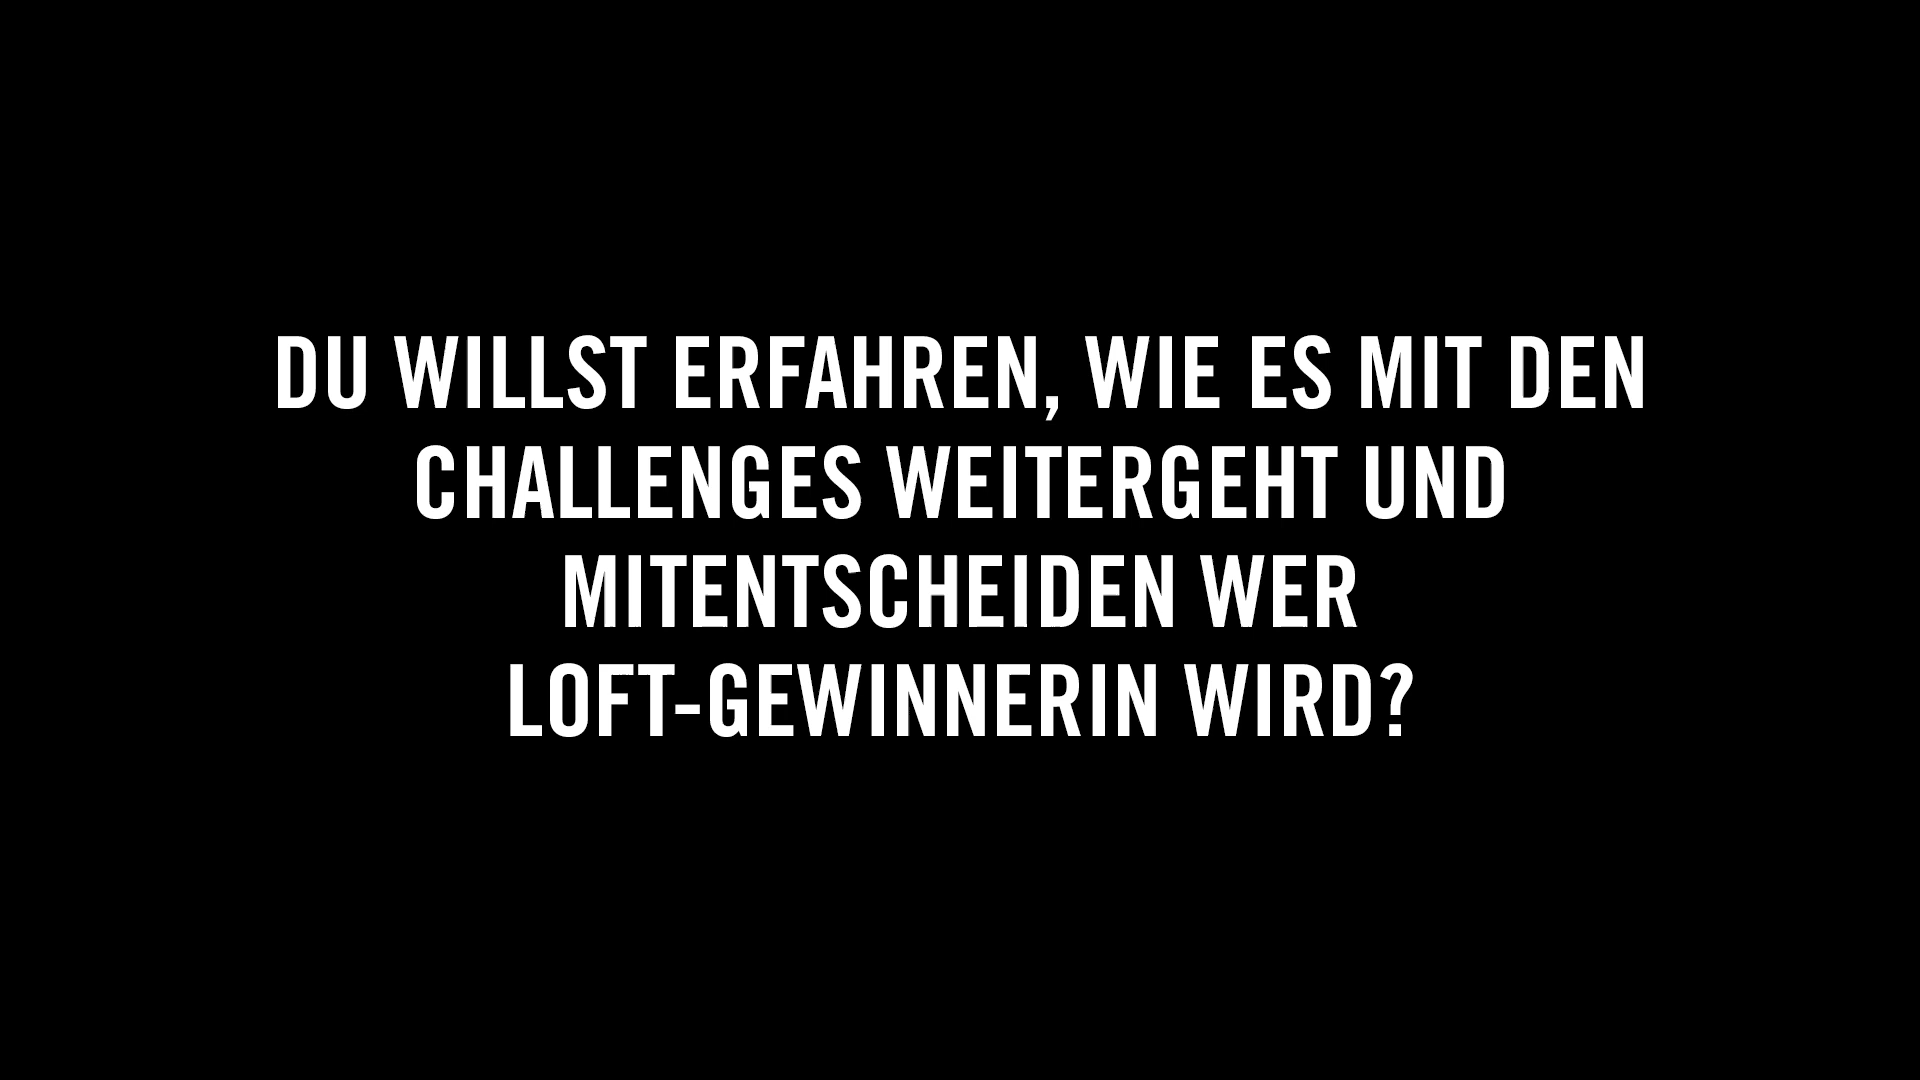 DU WILLST ERFAHREN, WIE ES MIT DEN
CHALLENGES WEITERGEHT UND
MITENTSCHEIDEN WER
LOFT-GEWINNERIN WIRD?